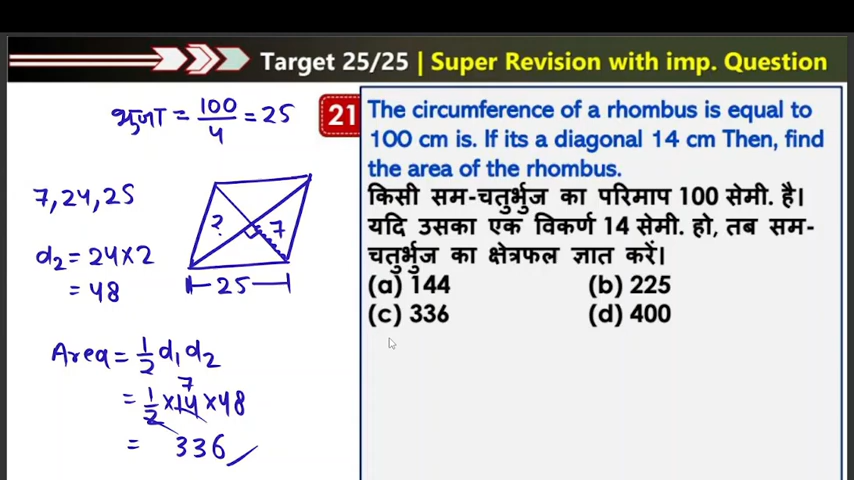 Target 25/25 | Super Revision with imp. Question
भुजा = 100/4 = 25
7, 24, 25
d2 = 24×2
= 48
?
7
25
Area = 1/2 d1 d2
= 1/2 × 14 × 48
7
= 336
21
The circumference of a rhombus is equal to
100 cm is. If its a diagonal 14 cm Then, find
the area of the rhombus.
किसी सम-चतुर्भुज का परिमाप 100 सेमी. है।
यदि उसका एक विकर्ण 14 सेमी. हो, तब सम-
चतुर्भुज का क्षेत्रफल ज्ञात करें।
(a) 144 (b) 225
(c) 336 (d) 400